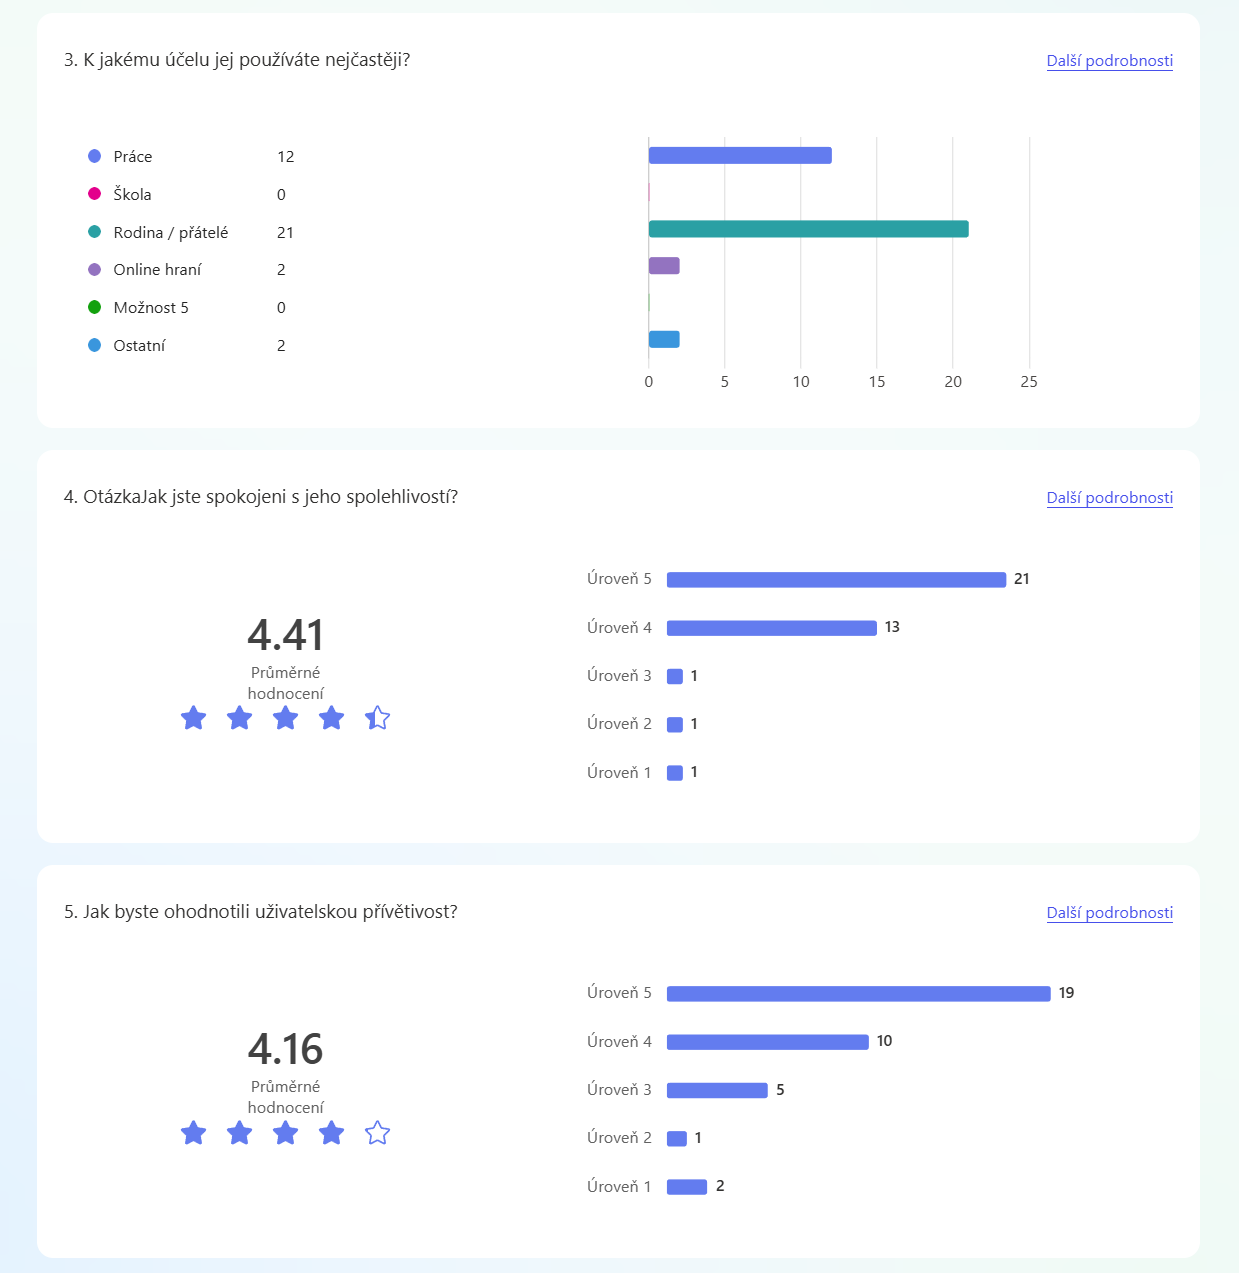 3. K jakému účelu jej používáte nejčastěji?
Další podrobnosti
Práce 12
Škola 0
Rodina / přátelé 21
Online hraní 2
Možnost 5 0
Ostatní 2
0 5 10 15 20 25
4. OtázkaJak jste spokojeni s jeho spolehlivostí?
Další podrobnosti
4.41
Průměrné
hodnocení
Úroveň 5 21
Úroveň 4 13
Úroveň 3 1
Úroveň 2 1
Úroveň 1 1
5. Jak byste ohodnotili uživatelskou přívětivost?
Další podrobnosti
4.16
Průměrné
hodnocení
Úroveň 5 19
Úroveň 4 10
Úroveň 3 5
Úroveň 2 1
Úroveň 1 2